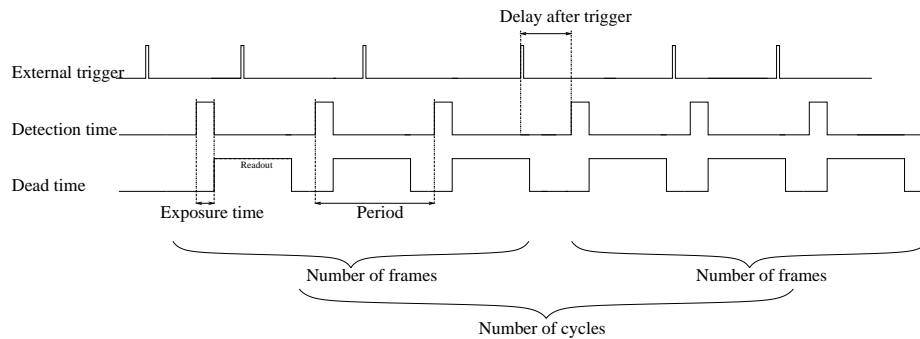 Delay after trigger
External trigger
Detection time
Readout
Dead time
Exposure time
Period
Number of frames
Number of frames
Number of cycles